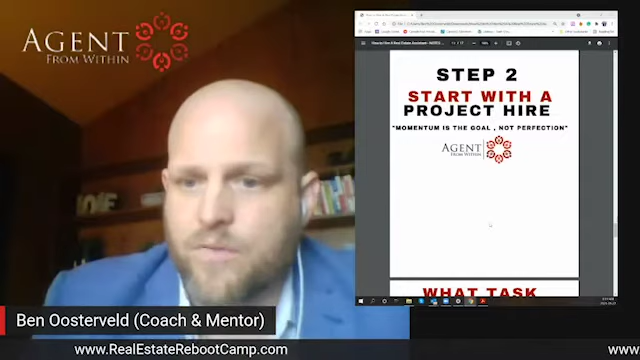 AGENT
FROM WITHIN
STEP 2
START WITH A
PROJECT HIRE
"MOMENTUM IS THE GOAL , NOT PERFECTION"
AGENT
FROM WITHIN
WHAT TASK
Ben Oosterveld (Coach & Mentor)
www.RealEstateRebootCamp.com
www